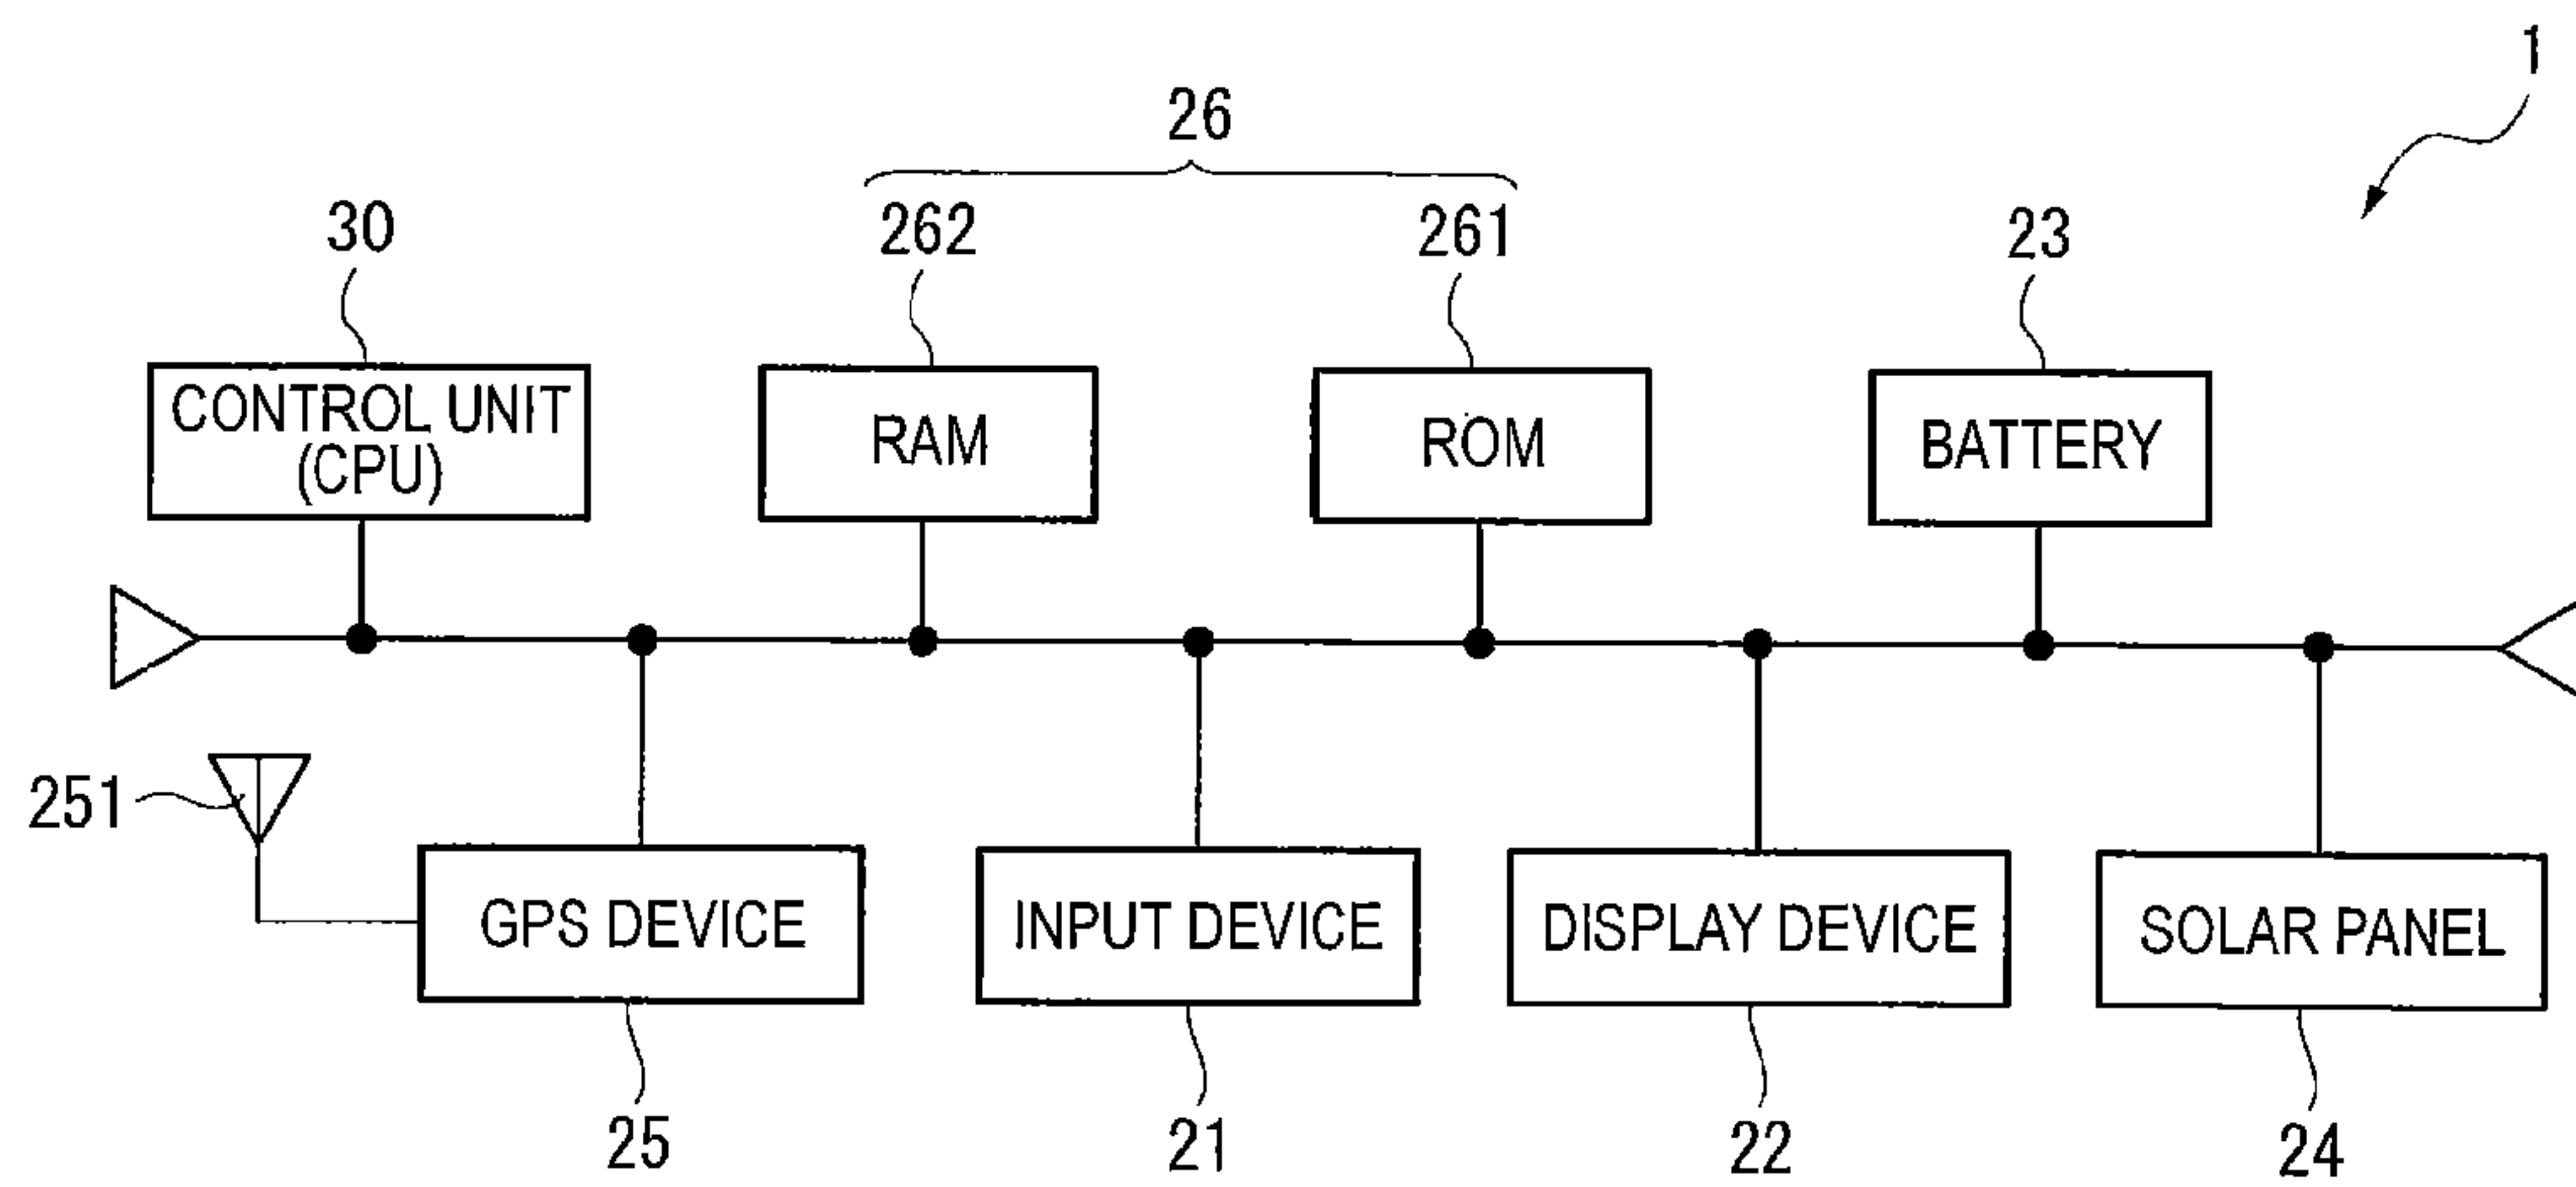 1
26
30
262
261
23
CONTROL UNIT
(CPU)
RAM
ROM
BATTERY
251
GPS DEVICE
INPUT DEVICE
DISPLAY DEVICE
SOLAR PANEL
25
21
22
24